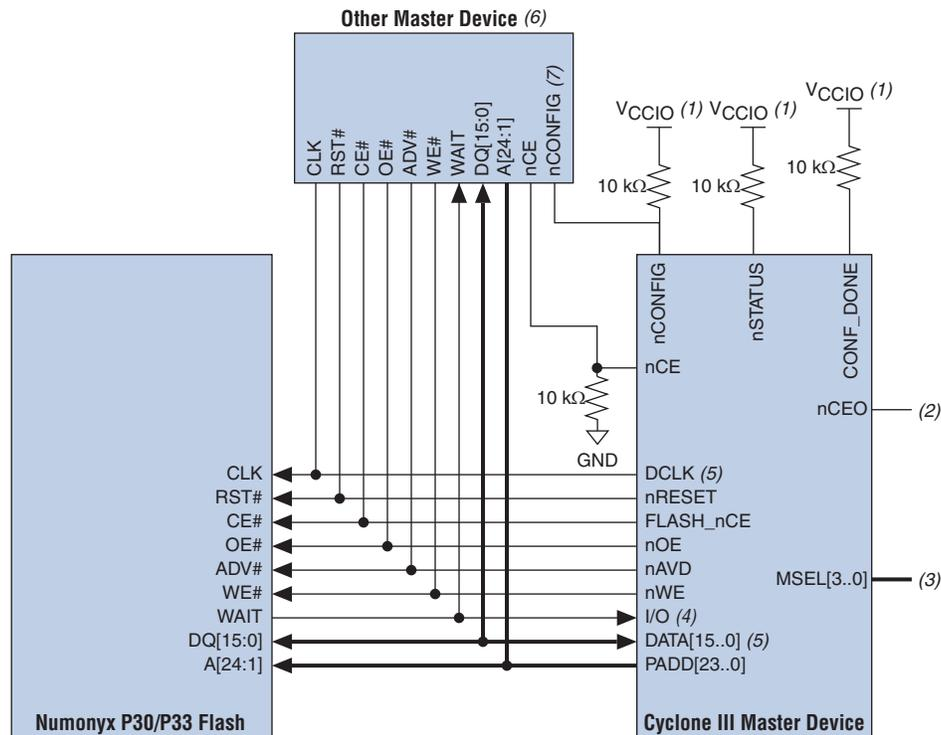 Other Master Device (6)
CLK
RST#
CE#
OE#
ADV#
WE#
WAIT
DQ[15:0]
A[24:1]
nCE
nCONFIG (7)
VCCIO (1)
VCCIO (1)
VCCIO (1)
10 kΩ
10 kΩ
10 kΩ
nCONFIG
nSTATUS
CONF_DONE
nCE
10 kΩ
GND
nCEO
(2)
CLK
DCLK (5)
RST#
nRESET
CE#
FLASH_nCE
OE#
nOE
ADV#
nAVD
MSEL[3..0]
(3)
WE#
nWE
WAIT
I/O (4)
DQ[15:0]
DATA[15..0] (5)
A[24:1]
PADD[23..0]
Numonyx P30/P33 Flash
Cyclone III Master Device